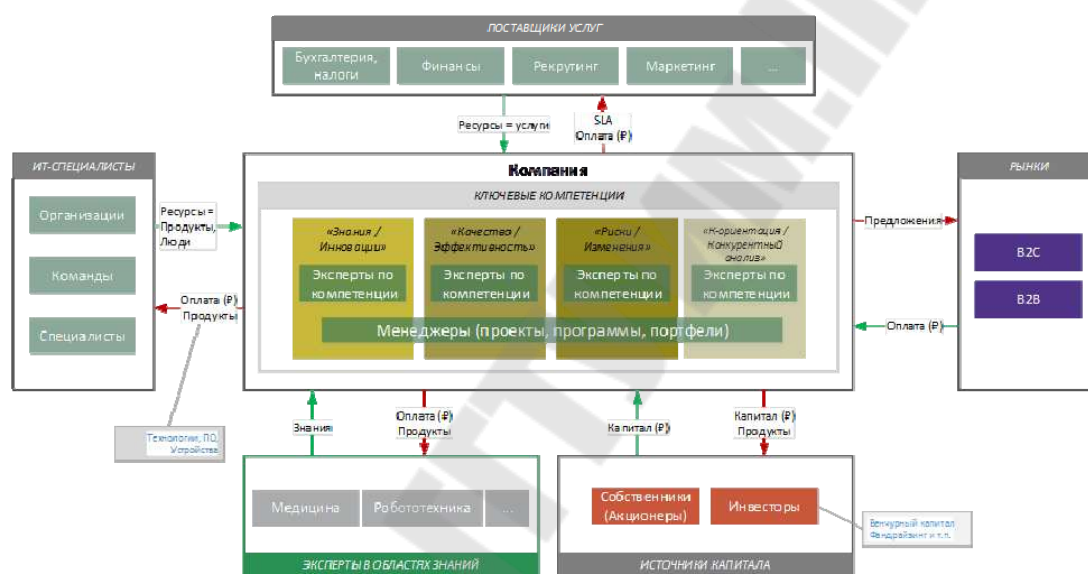 ПОСТАВЩИКИ УСЛУГ
Бухгалтерия,
налоги
Финансы
Рекрутинг
Маркетинг
...
Ресурсы = услуги
SLA
Оплата (₽)
ИТ-СПЕЦИАЛИСТЫ
Организации
Команды
Специалисты
Ресурсы =
Продукты,
Люди
Оплата (₽)
Продукты
Технологии, ПО,
Устройства
Компания
КЛЮЧЕВЫЕ КОМПЕТЕНЦИИ
«Знания /
Инновации»
Эксперты по
компетенции
«Качество /
Эффективность»
Эксперты по
компетенции
«Риски /
Изменения»
Эксперты по
компетенции
«К-ориентация /
Конкурентный
анализ»
Эксперты по
компетенции
Менеджеры (проекты, программы, портфели)
Предложения
Оплата (₽)
РЫНКИ
B2C
B2B
Знания
Оплата (₽)
Продукты
Капитал (₽)
Капитал (₽)
Продукты
Медицина
Робототехника
...
ЭКСПЕРТЫ В ОБЛАСТЯХ ЗНАНИЙ
Собственники
(Акционеры)
Инвесторы
ИСТОЧНИКИ КАПИТАЛА
Венчурный капитал
Фандрайзинг и т.п.